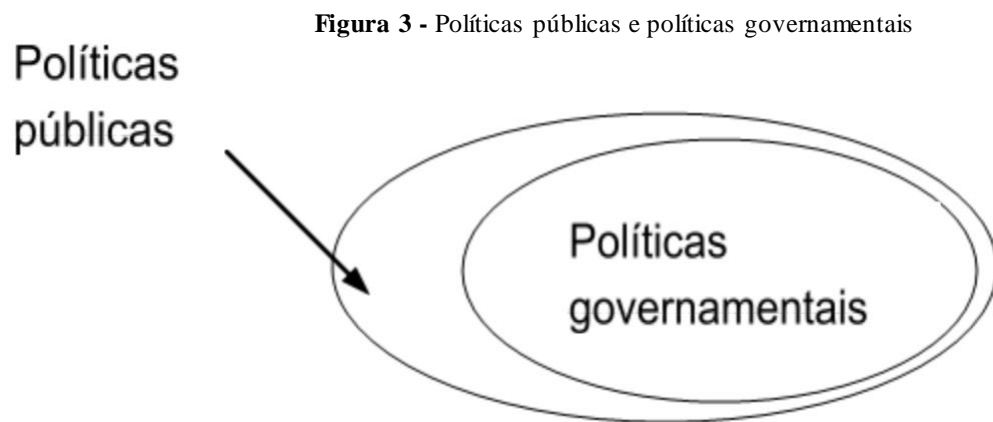 Figura 3 - Políticas públicas e políticas governamentais
Políticas
públicas
Políticas
governamentais